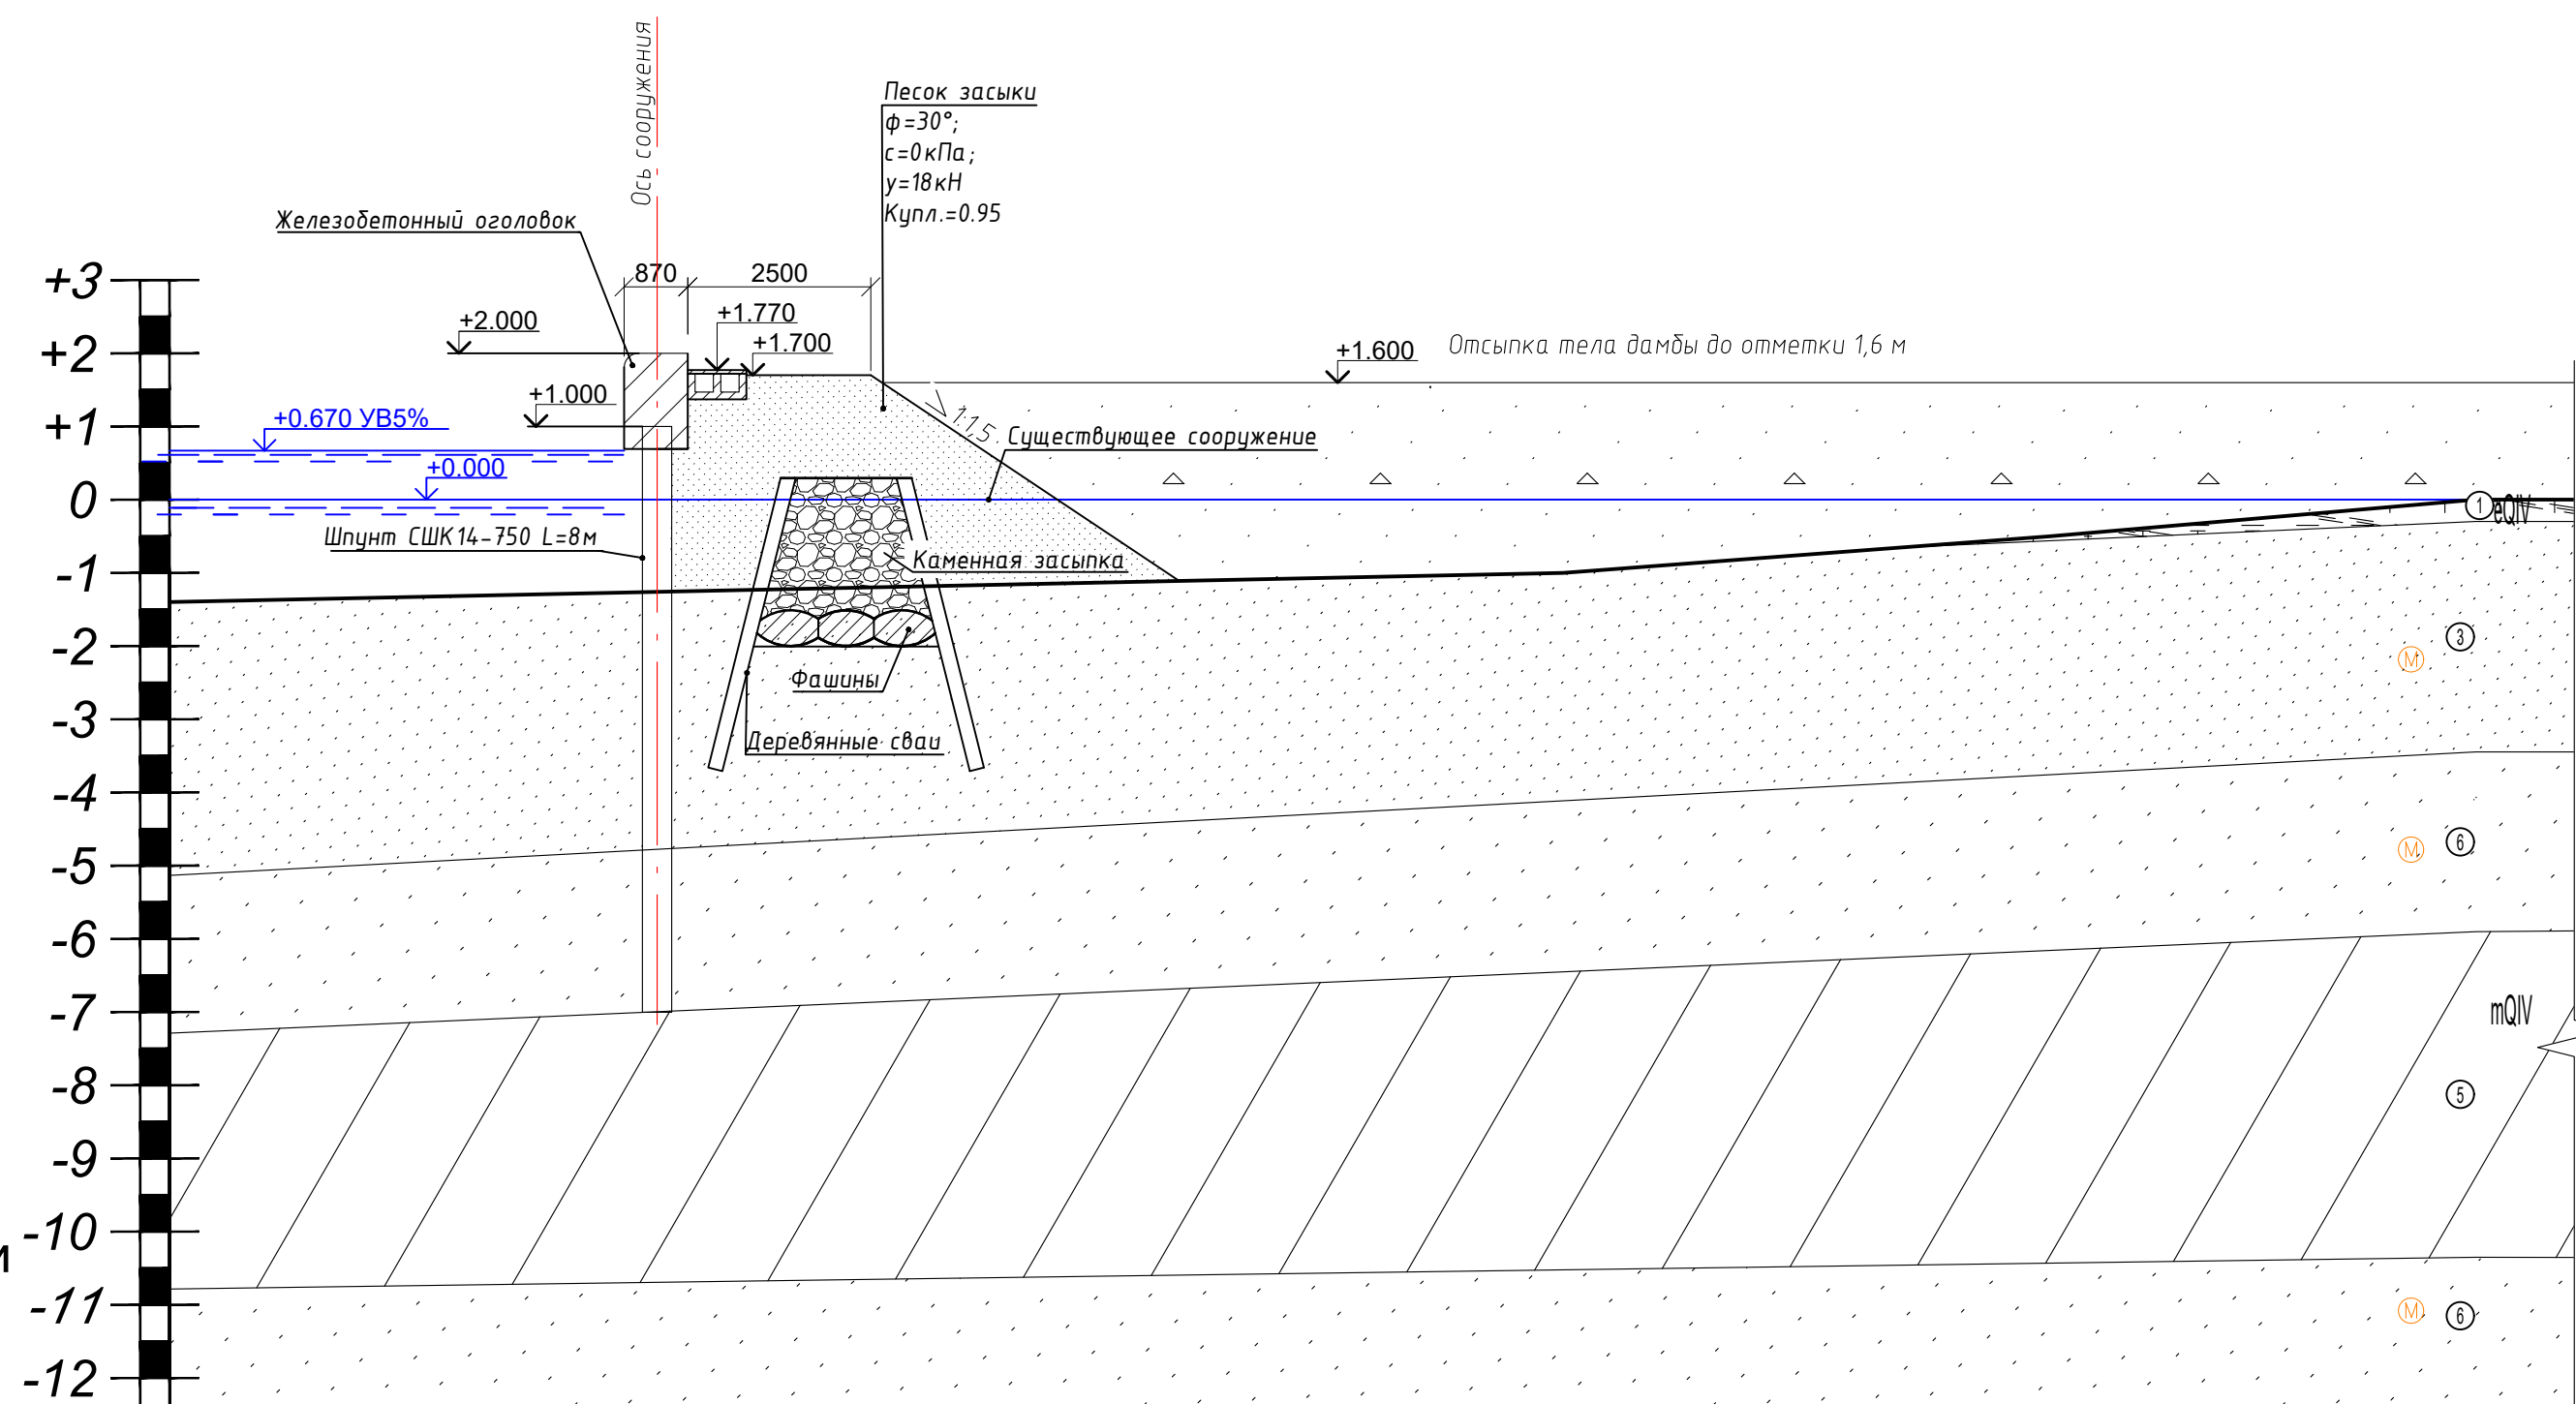 Ось сооружения
Песок засыки
φ=30°;
с=0кПа;
γ=18кН
Купл.=0.95
Железобетонный оголовок
870
2500
+3
+2.000
+1.770
+1.700
+2
+1.600
Отсыпка тела дамбы до отметки 1,6 м
+1.000
+0.670 УВ5%
1:1,5
+1
Существующее сооружение
+0.000
0
1
eQIV
Шпунт СШК14-750 L=8м
Каменная засыпка
-1
3
-2
М
Фашины
-3
Деревянные сваи
-4
6
М
-5
-6
-7
mQIV
-8
5
-9
-10
и
-11
М
6
-12